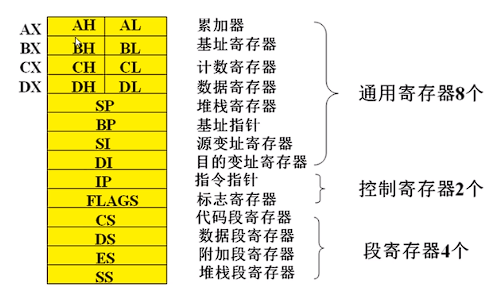 AX AH AL 累加器
BX BH BL 基址寄存器
CX CH CL 计数寄存器
DX DH DL 数据寄存器
SP 堆栈寄存器
BP 基址指针
SI 源变址寄存器
DI 目的变址寄存器
通用寄存器8个
IP 指令指针
FLAGS 标志寄存器
控制寄存器2个
CS 代码段寄存器
DS 数据段寄存器
ES 附加段寄存器
SS 堆栈段寄存器
段寄存器4个